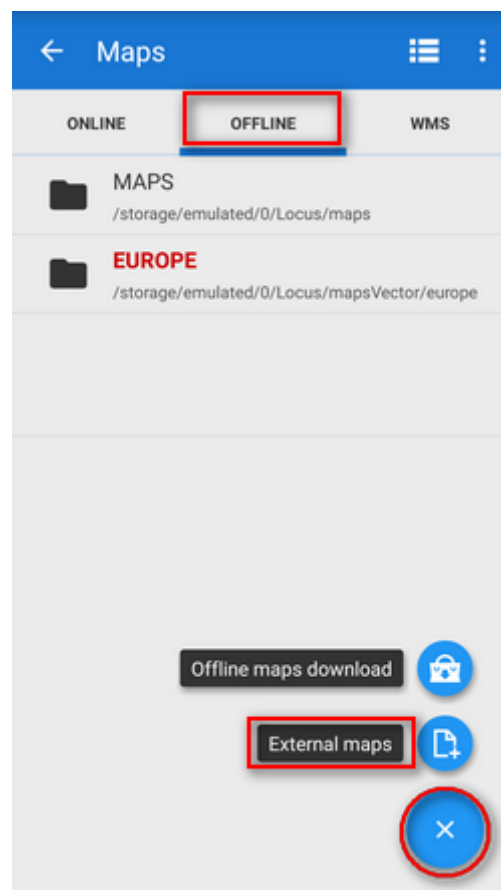 Maps
ONLINE
OFFLINE
WMS
MAPS
/storage/emulated/0/Locus/maps
EUROPE
/storage/emulated/0/Locus/mapsVector/europe
Offline maps download
External maps